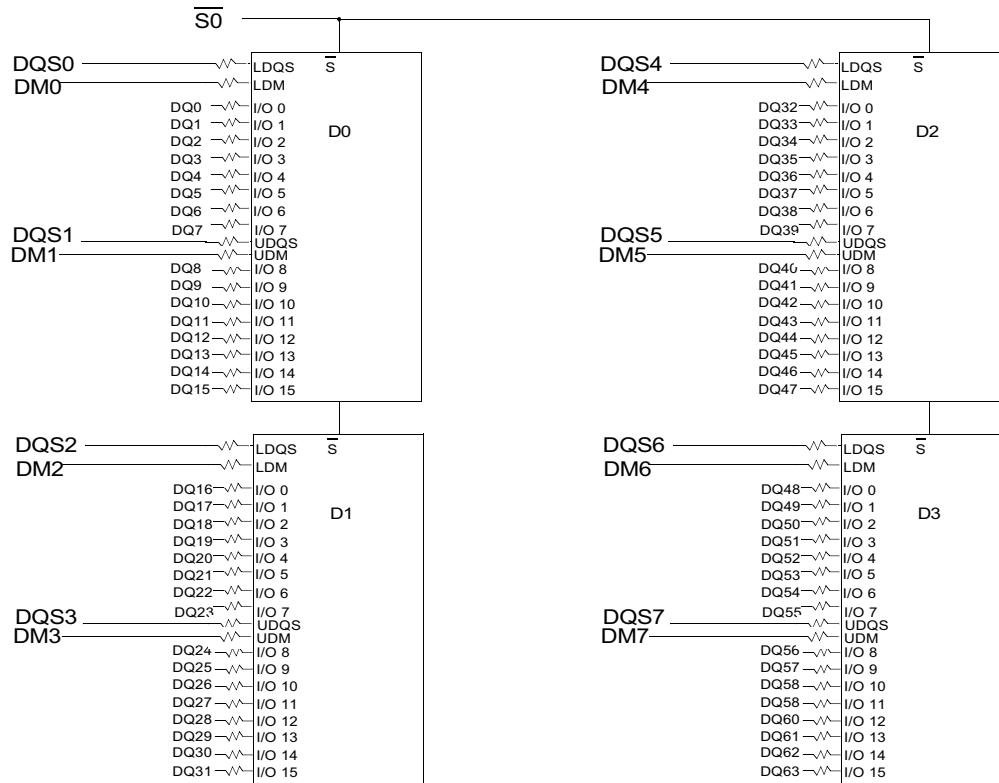 S̅0̅
DQS0 LDQS S̅
DM0 LDM
DQ0 I/O 0
DQ1 I/O 1
D0
DQ2 I/O 2
DQ3 I/O 3
DQ4 I/O 4
DQ5 I/O 5
DQ6 I/O 6
DQ7 I/O 7
DQS1 UDQS
DM1 UDM
DQ8 I/O 8
DQ9 I/O 9
DQ10 I/O 10
DQ11 I/O 11
DQ12 I/O 12
DQ13 I/O 13
DQ14 I/O 14
DQ15 I/O 15
DQS4 LDQS S̅
DM4 LDM
DQ32 I/O 0
DQ33 I/O 1
D2
DQ34 I/O 2
DQ35 I/O 3
DQ36 I/O 4
DQ37 I/O 5
DQ38 I/O 6
DQ39 I/O 7
DQS5 UDQS
DM5 UDM
DQ40 I/O 8
DQ41 I/O 9
DQ42 I/O 10
DQ43 I/O 11
DQ44 I/O 12
DQ45 I/O 13
DQ46 I/O 14
DQ47 I/O 15
DQS2 LDQS S̅
DM2 LDM
DQ16 I/O 0
DQ17 I/O 1
D1
DQ18 I/O 2
DQ19 I/O 3
DQ20 I/O 4
DQ21 I/O 5
DQ22 I/O 6
DQ23 I/O 7
DQS3 UDQS
DM3 UDM
DQ24 I/O 8
DQ25 I/O 9
DQ26 I/O 10
DQ27 I/O 11
DQ28 I/O 12
DQ29 I/O 13
DQ30 I/O 14
DQ31 I/O 15
DQS6 LDQS S̅
DM6 LDM
DQ48 I/O 0
DQ49 I/O 1
D3
DQ50 I/O 2
DQ51 I/O 3
DQ52 I/O 4
DQ53 I/O 5
DQ54 I/O 6
DQ55 I/O 7
DQS7 UDQS
DM7 UDM
DQ56 I/O 8
DQ57 I/O 9
DQ58 I/O 10
DQ58 I/O 11
DQ60 I/O 12
DQ61 I/O 13
DQ62 I/O 14
DQ63 I/O 15